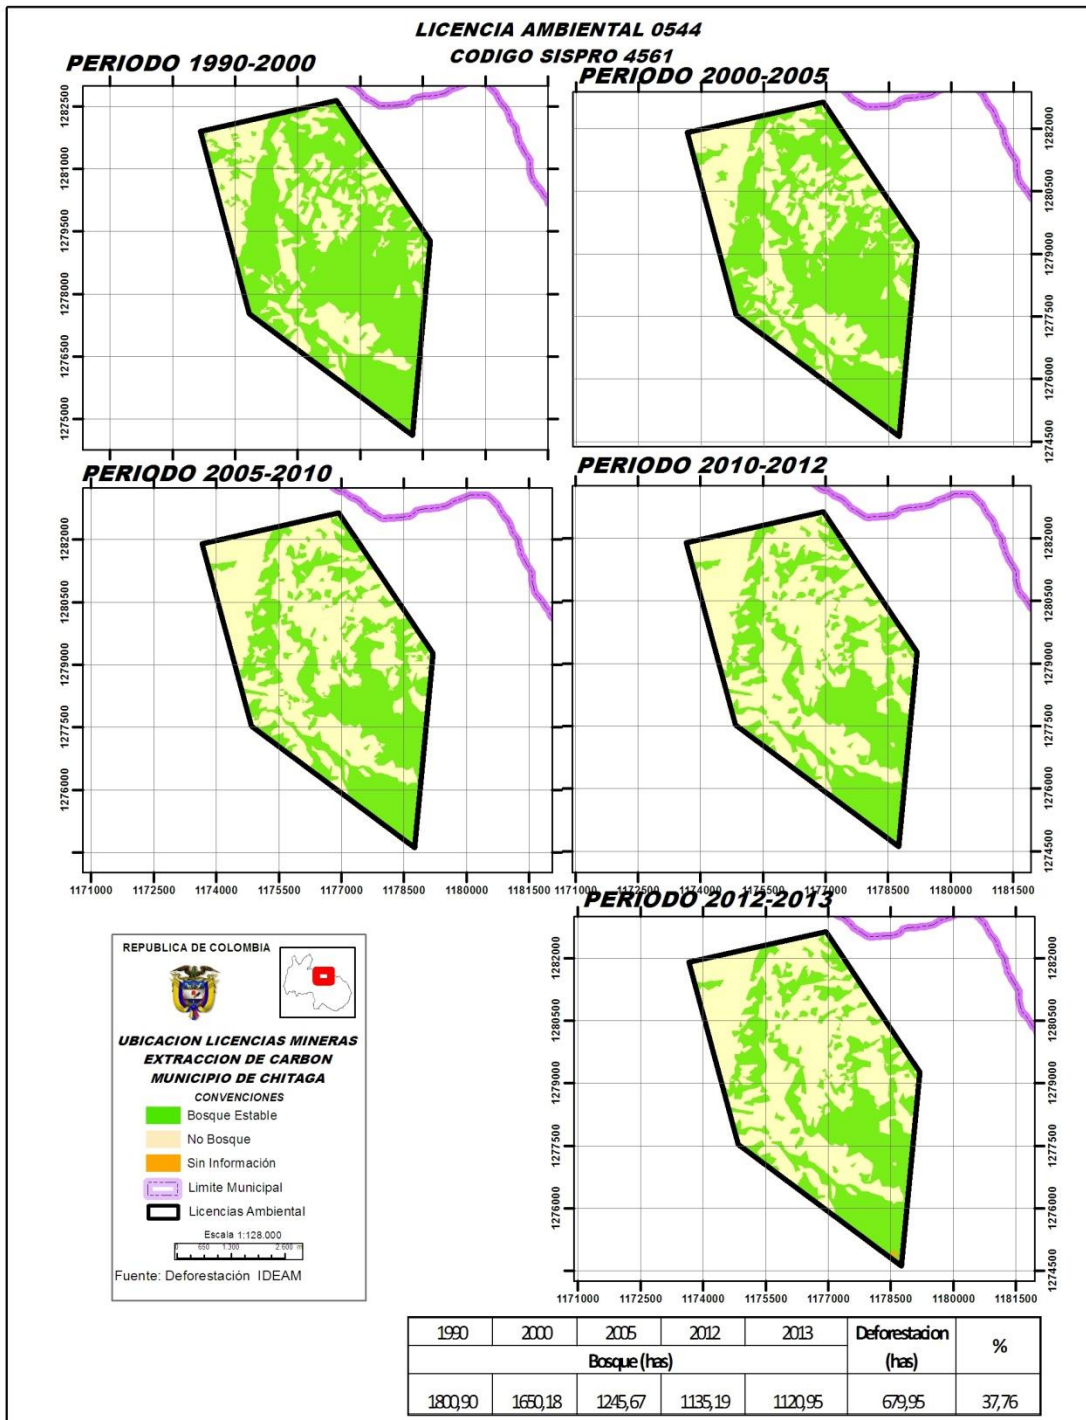 LICENCIA AMBIENTAL 0544
CODIGO SISPRO 4561
PERIODO 1990-2000
1282500
1281000
1279500
1278000
1276500
1275000
PERIODO 2000-2005
1282000
1280500
1279000
1277500
1276000
1274500
PERIODO 2005-2010
1282000
1280500
1279000
1277500
1276000
1171000 1172500 1174000 1175500 1177000 1178500 1180000 1181500
PERIODO 2010-2012
1282000
1280500
1279000
1277500
1276000
1274500
1171000 1172500 1174000 1175500 1177000 1178500 1180000 1181500
PERIODO 2012-2013
1282000
1280500
1279000
1277500
1276000
1274500
1282000
1280500
1279000
1277500
1276000
1274500
1171000 1172500 1174000 1175500 1177000 1178500 1180000 1181500
REPUBLICA DE COLOMBIA
UBICACION LICENCIAS MINERAS
EXTRACCION DE CARBON
MUNICIPIO DE CHITAGA
CONVENCIONES
Bosque Estable
No Bosque
Sin Información
Limite Municipal
Licencias Ambiental
Escala 1:128.000
0 650 1.300 2.600 m
Fuente: Deforestación IDEAM
1990 2000 2005 2012 2013 Deforestacion (has) %
Bosque (has)
1800,90 1650,18 1245,67 1135,19 1120,95 679,95 37,76